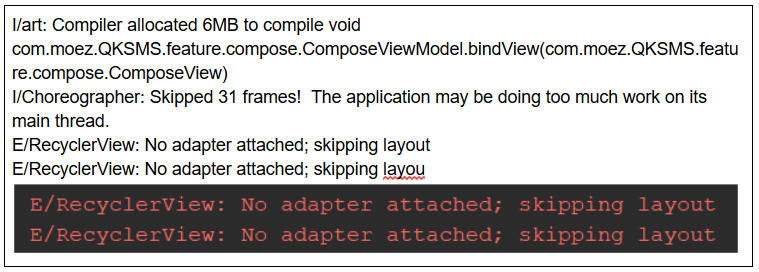 I/art: Compiler allocated 6MB to compile void
com.moez.QKSMS.feature.compose.ComposeViewModel.bindView(com.moez.QKSMS.featu
re.compose.ComposeView)
I/Choreographer: Skipped 31 frames!  The application may be doing too much work on its
main thread.
E/RecyclerView: No adapter attached; skipping layout
E/RecyclerView: No adapter attached; skipping layou
E/RecyclerView: No adapter attached; skipping layout
E/RecyclerView: No adapter attached; skipping layout